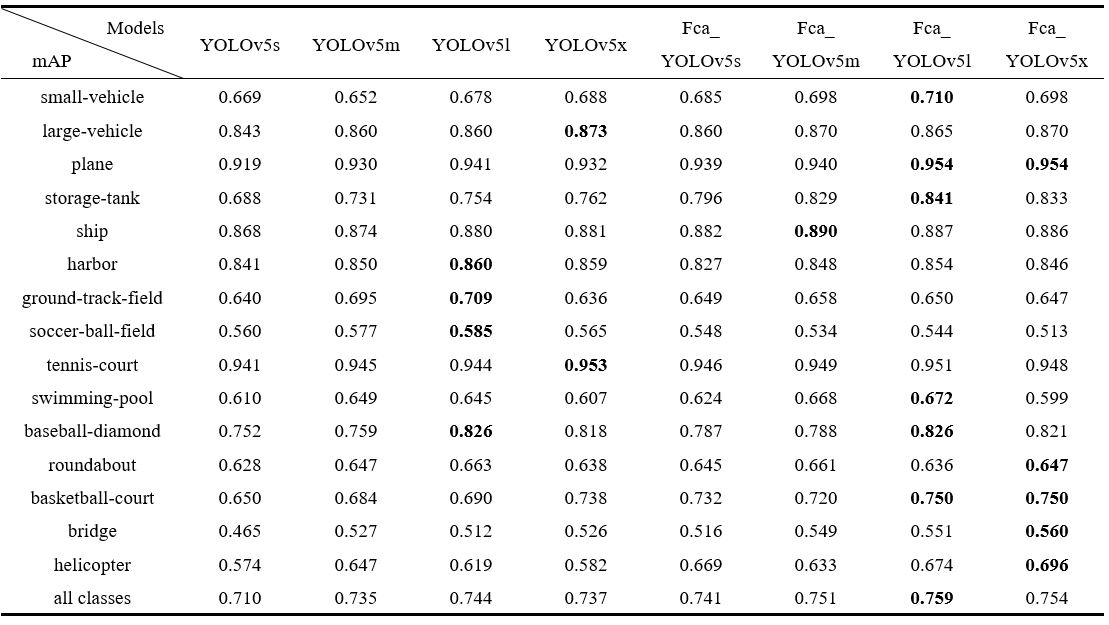 Models
mAP
YOLOv5s YOLOv5m YOLOv5l YOLOv5x Fca_ YOLOv5s Fca_ YOLOv5m Fca_ YOLOv5l Fca_ YOLOv5x
small-vehicle 0.669 0.652 0.678 0.688 0.685 0.698 0.710 0.698
large-vehicle 0.843 0.860 0.860 0.873 0.860 0.870 0.865 0.870
plane 0.919 0.930 0.941 0.932 0.939 0.940 0.954 0.954
storage-tank 0.688 0.731 0.754 0.762 0.796 0.829 0.841 0.833
ship 0.868 0.874 0.880 0.881 0.882 0.890 0.887 0.886
harbor 0.841 0.850 0.860 0.859 0.827 0.848 0.854 0.846
ground-track-field 0.640 0.695 0.709 0.636 0.649 0.658 0.650 0.647
soccer-ball-field 0.560 0.577 0.585 0.565 0.548 0.534 0.544 0.513
tennis-court 0.941 0.945 0.944 0.953 0.946 0.949 0.951 0.948
swimming-pool 0.610 0.649 0.645 0.607 0.624 0.668 0.672 0.599
baseball-diamond 0.752 0.759 0.826 0.818 0.787 0.788 0.826 0.821
roundabout 0.628 0.647 0.663 0.638 0.645 0.661 0.636 0.647
basketball-court 0.650 0.684 0.690 0.738 0.732 0.720 0.750 0.750
bridge 0.465 0.527 0.512 0.526 0.516 0.549 0.551 0.560
helicopter 0.574 0.647 0.619 0.582 0.669 0.633 0.674 0.696
all classes 0.710 0.735 0.744 0.737 0.741 0.751 0.759 0.754